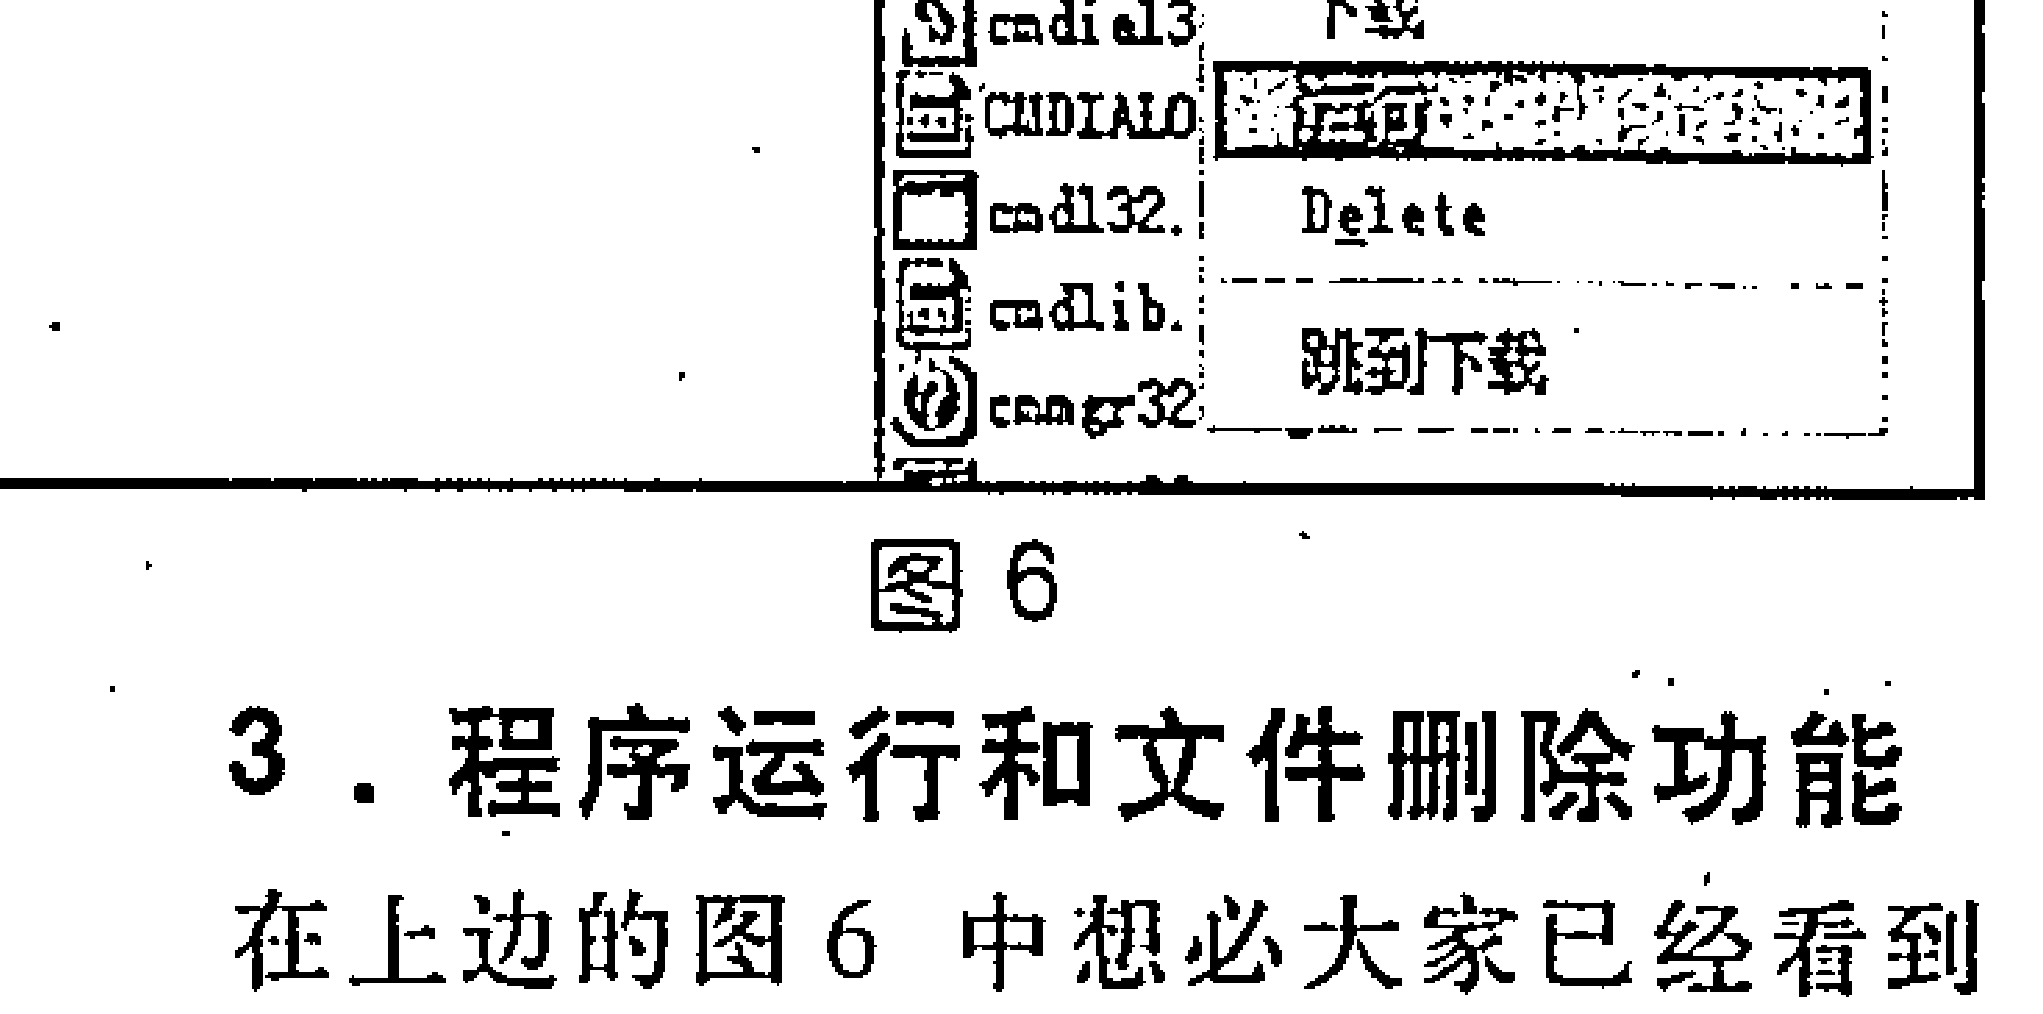 cmdial3 下载
CMDIALO 运行
cmdl32. Delete
cmdlib. 跳到下载
cmmgr32
图 6
3．程序运行和文件删除功能
在上边的图 6 中想必大家已经看到